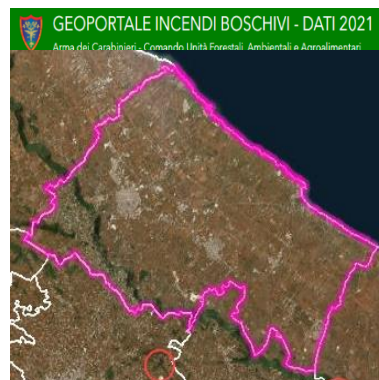 GEOPORTALE INCENDI BOSCHIVI - DATI 2021
Arma dei Carabinieri - Comando Unità Forestali, Ambientali e Agroalimentari